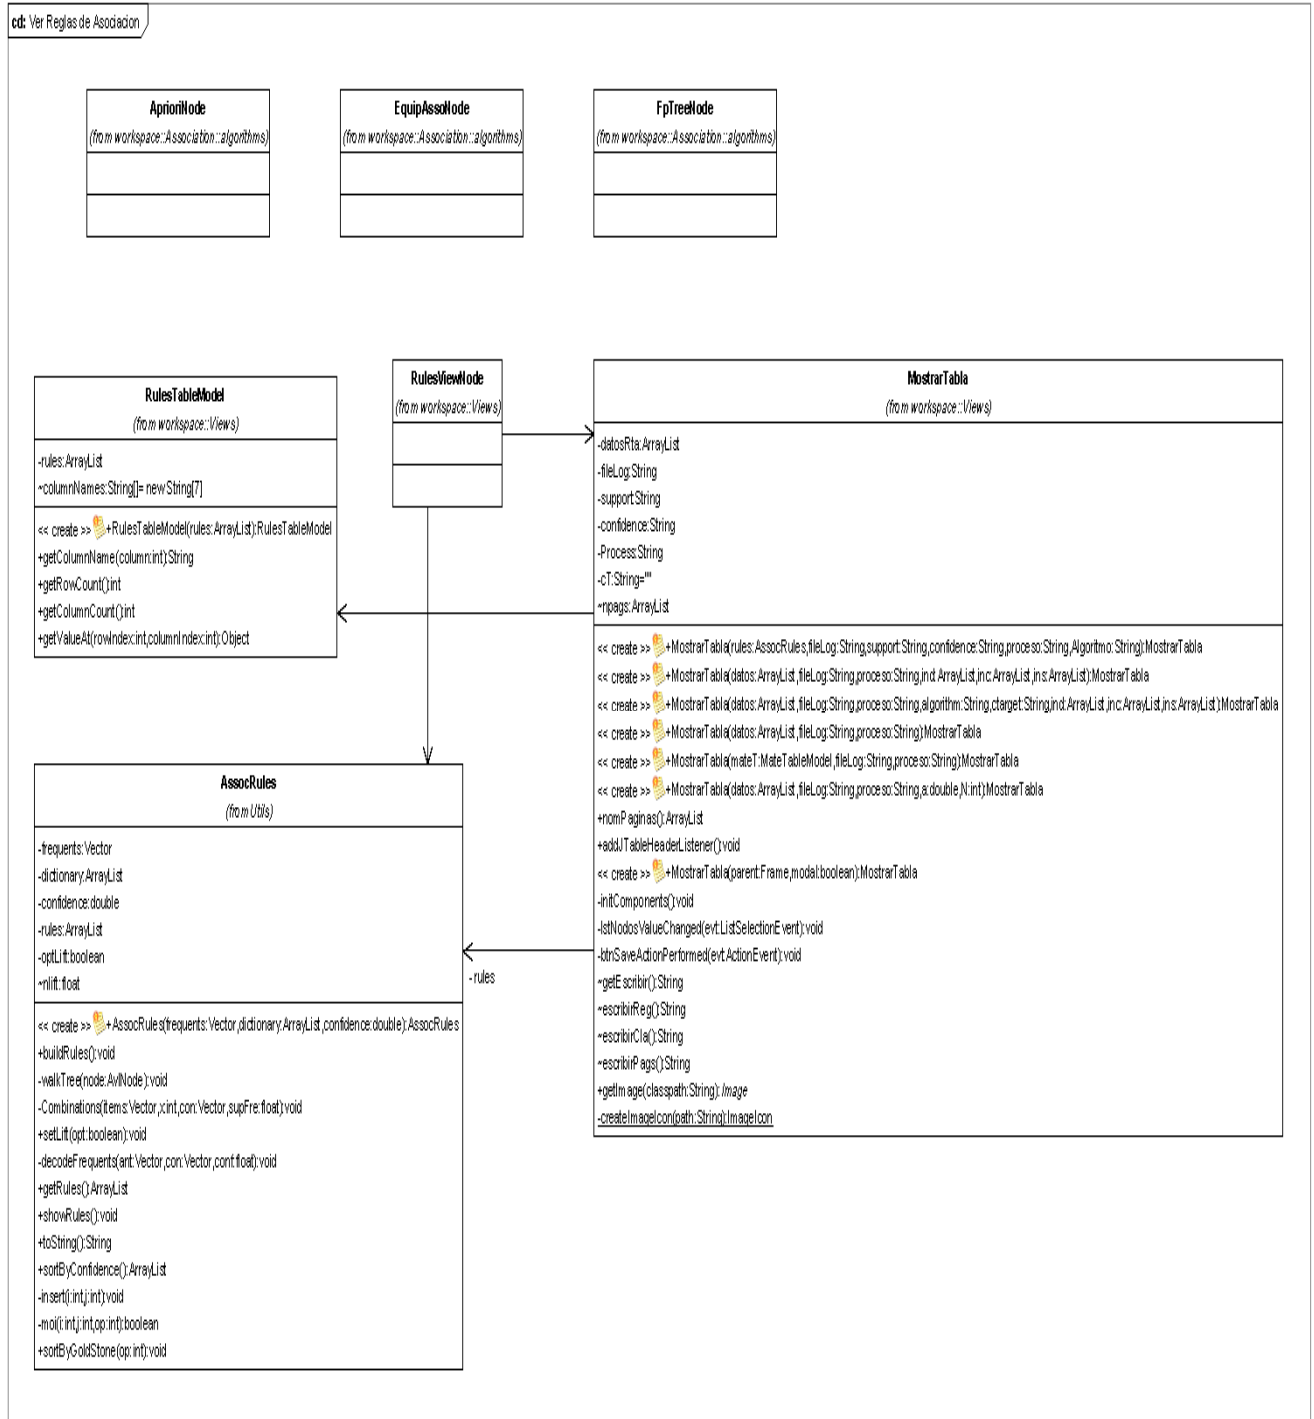 cd: Ver Reglas de Asociacion
AprioriNode
(from workspace::Association::algorithms)
EquipAssoNode
(from workspace::Association::algorithms)
FpTreeNode
(from workspace::Association::algorithms)
RulesTableModel
(from workspace::Views)
-rules:ArrayList
~columnNames:String[]= new String[7]
<< create >> +RulesTableModel(rules:ArrayList):RulesTableModel
+getColumnName(column:int):String
+getRowCount():int
+getColumnCount():int
+getValueAt(rowIndex:int,columnIndex:int):Object
RulesViewNode
(from workspace::Views)
MostrarTabla
(from workspace::Views)
-datosRta:ArrayList
-fileLog:String
-support:String
-confidence:String
-Process:String
-cT:String=""
~npags:ArrayList
<< create >> +MostrarTabla(rules:AssocRules,fileLog:String,support:String,confidence:String,proceso:String,Algoritmo:String):MostrarTabla
<< create >> +MostrarTabla(datos:ArrayList,fileLog:String,proceso:String,ind:ArrayList,inc:ArrayList,ins:ArrayList):MostrarTabla
<< create >> +MostrarTabla(datos:ArrayList,fileLog:String,proceso:String,algorithm:String,ctarget:String,ind:ArrayList,inc:ArrayList,ins:ArrayList):MostrarTabla
<< create >> +MostrarTabla(datos:ArrayList,fileLog:String,proceso:String):MostrarTabla
<< create >> +MostrarTabla(mateT:MateTableModel,fileLog:String,proceso:String):MostrarTabla
<< create >> +MostrarTabla(datos:ArrayList,fileLog:String,proceso:String,a:double,N:int):MostrarTabla
+nomPaginas():ArrayList
+addJTableHeaderListener():void
<< create >> +MostrarTabla(parent:Frame,modal:boolean):MostrarTabla
-initComponents():void
-lstNodosValueChanged(evt:ListSelectionEvent):void
-btnSaveActionPerformed(evt:ActionEvent):void
~getEscribir():String
~escribirReg():String
~escribirCla():String
~escribirPags():String
+getImage(classpath:String):Image
-createImageIcon(path:String):ImageIcon
AssocRules
(from Utils)
-frequents:Vector
-dictionary:ArrayList
-confidence:double
-rules:ArrayList
-optLift:boolean
~nlift:float
<< create >> +AssocRules(frequents:Vector,dictionary:ArrayList,confidence:double):AssocRules
+buildRules():void
-walkTree(node:AvlNode):void
-Combinations(items:Vector,x:int,con:Vector,supFre:float):void
+setLift(opt:boolean):void
-decodeFrequents(ant:Vector,con:Vector,conf:float):void
+getRules():ArrayList
+showRules():void
+toString():String
+sortByConfidence():ArrayList
-insert(i:int,j:int):void
-moi(i:int,j:int,op:int):boolean
+sortByGoldStone(op:int):void
- rules